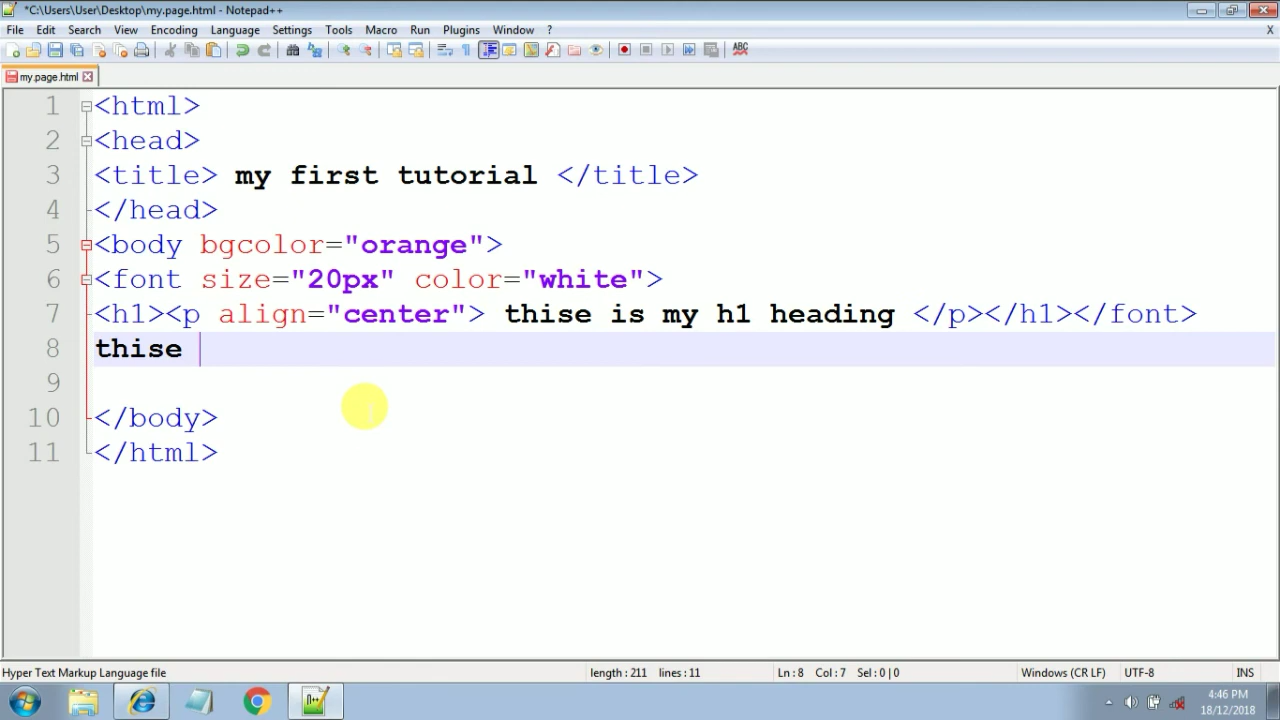 *C:\Users\User\Desktop\my.page.html - Notepad++
File Edit Search View Encoding Language Settings Tools Macro Run Plugins Window ? X
ABC
my.page.html
1 <html>
2 <head>
3 <title> my first tutorial </title>
4 </head>
5 <body bgcolor="orange">
6 <font size="20px" color="white">
7 <h1><p align="center"> thise is my h1 heading </p></h1></font>
8 thise
9
10 </body>
11 </html>
Hyper Text Markup Language file length : 211 lines : 11 Ln : 8 Col : 7 Sel : 0 | 0 Windows (CR LF) UTF-8 INS
4:46 PM
18/12/2018